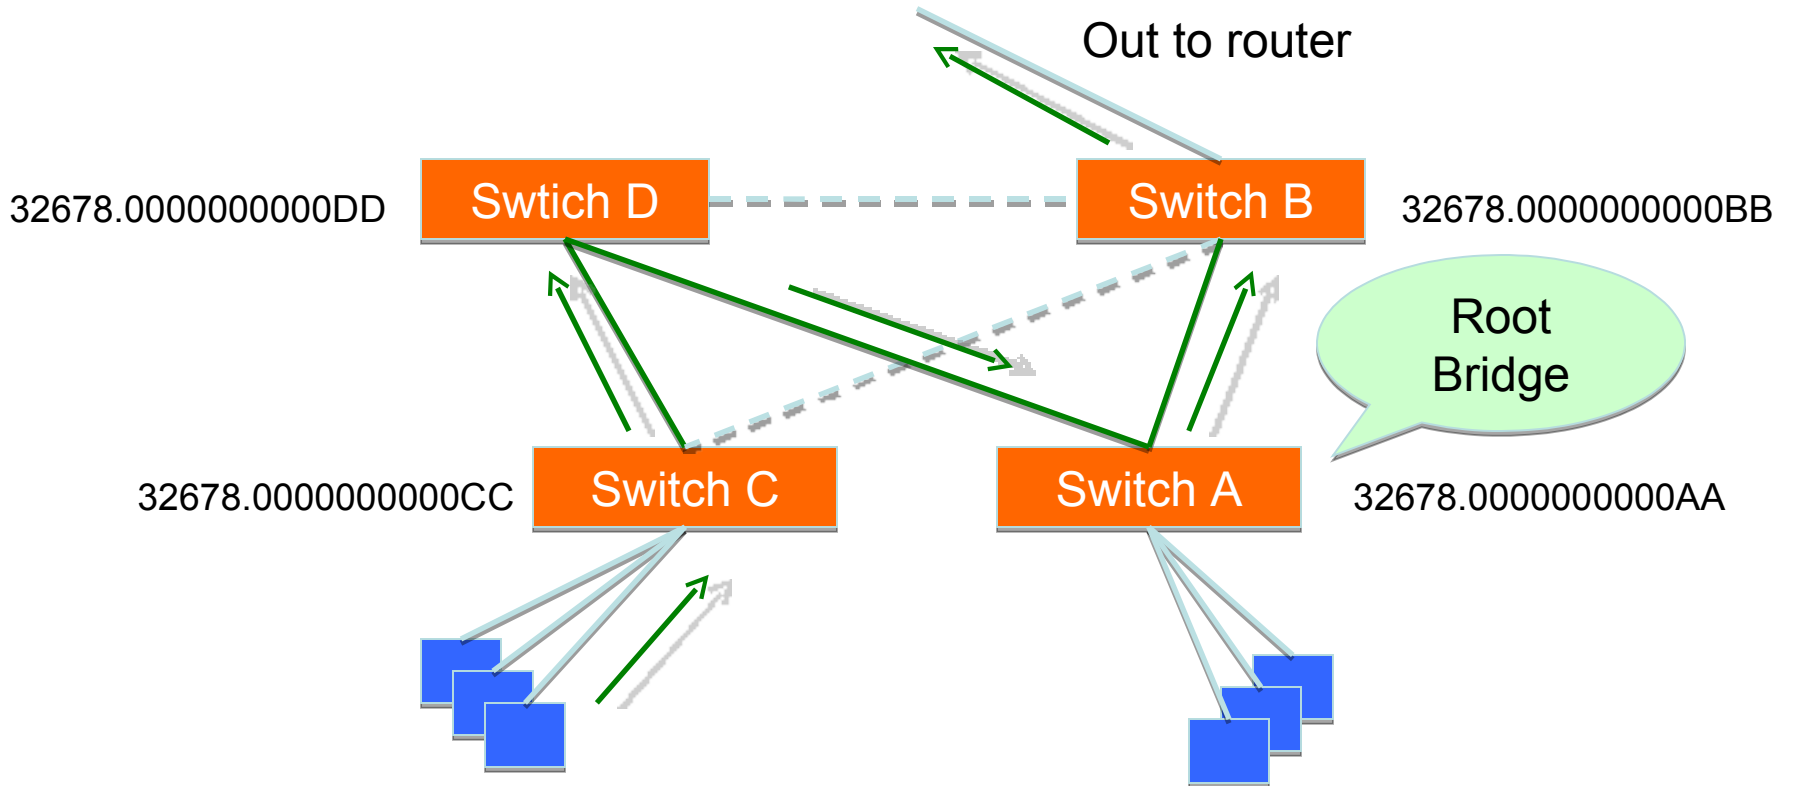 Out to router
32678.0000000000DD
Swtich D
Switch B
32678.0000000000BB
Root
Bridge
32678.0000000000CC
Switch C
Switch A
32678.0000000000AA